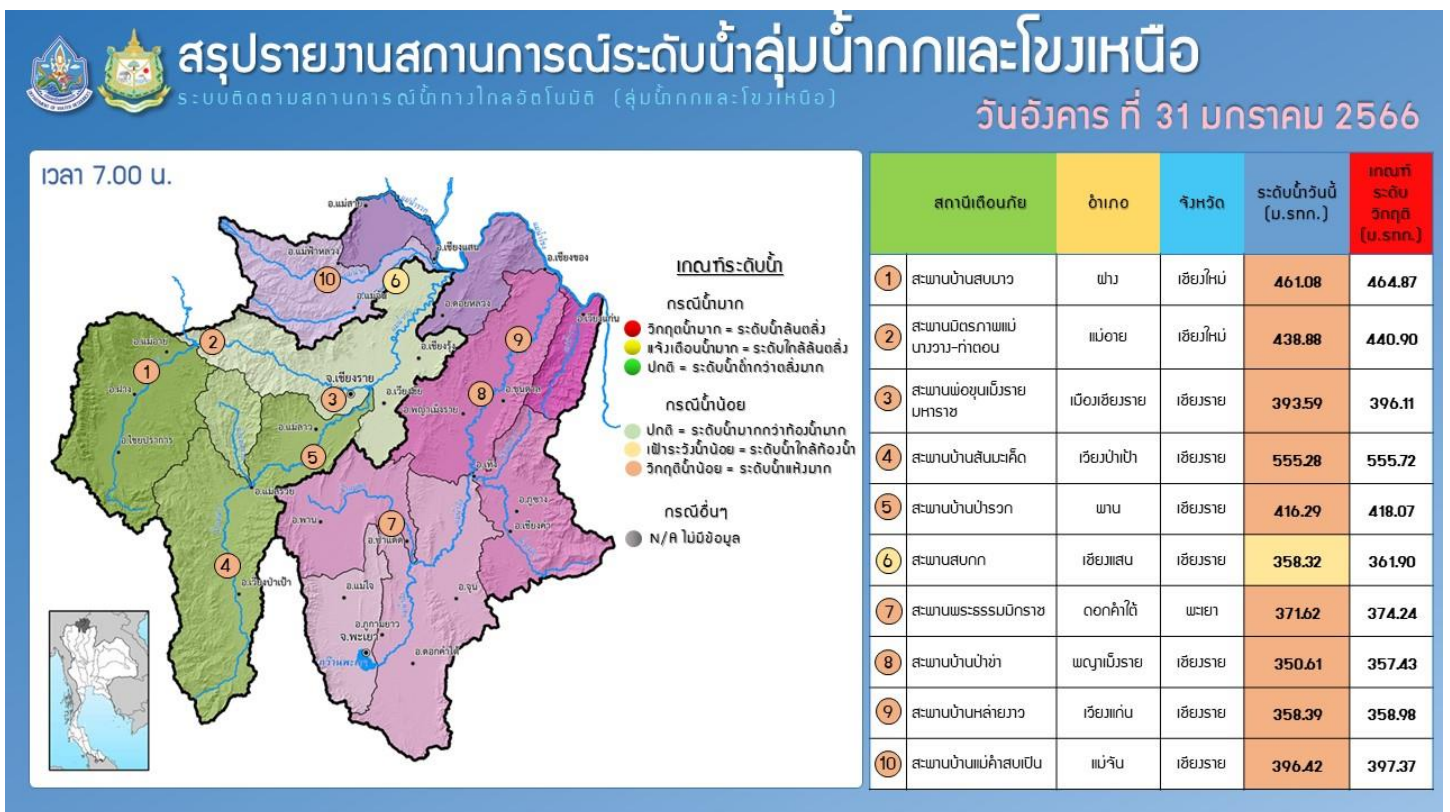 สรุปรายงานสถานการณ์ระดับน้ำลุ่มน้ำกกและโขงเหนือ
ระบบติดตามสถานการณ์น้ำทางไกลอัตโนมัติ (ลุ่มน้ำกกและโขงเหนือ)
วันอังคาร ที่ 31 มกราคม 2566
เวลา 7.00 น.
อ.แม่สาย
แม่น้ำรวก
อ.แม่ฟ้าหลวง
อ.เชียงแสน
แม่น้ำโขง
อ.เชียงของ
10
6
อ.แม่จัน
อ.ดอยหลวง
อ.เวียงแก่น
2
9
อ.แม่อาย
อ.เชียงรุ้ง
1
จ.เชียงราย
8
อ.ฝาง
3
อ.เวียงชัย
อ.ขุนตาล
อ.พญาเม็งราย
อ.แม่ลาว
อ.ไชยปราการ
5
อ.เทิง
อ.แม่สรวย
อ.ภูซาง
อ.พาน
7
อ.เชียงคำ
อ.ป่าแดด
4
อ.เวียงป่าเป้า
อ.แม่ใจ
อ.จุน
อ.ภูกามยาว
จ.พะเยา
กว๊านพะเยา
อ.ดอกคำใต้
เกณฑ์ระดับน้ำ
กรณีน้ำมาก
วิกฤตน้ำมาก = ระดับน้ำล้นตลิ่ง
แจ้งเตือนน้ำมาก = ระดับใกล้ล้นตลิ่ง
ปกติ = ระดับน้ำต่ำกว่าตลิ่งมาก
กรณีน้ำน้อย
ปกติ = ระดับน้ำมากกว่าท้องน้ำมาก
เฝ้าระวังน้ำน้อย = ระดับน้ำใกล้ท้องน้ำ
วิกฤติน้ำน้อย = ระดับน้ำแห้งมาก
กรณีอื่นๆ
N/A ไม่มีข้อมูล
สถานีเตือนภัย อำเภอ จังหวัด ระดับน้ำวันนี้ (ม.รทก.) เกณฑ์ระดับวิกฤติ (ม.รทก.)
1 สะพานบ้านสบมาว ฝาง เชียงใหม่ 461.08 464.87
2 สะพานมิตรภาพแม่นางวาง-ท่าตอน แม่อาย เชียงใหม่ 438.88 440.90
3 สะพานพ่อขุนเม็งรายมหาราช เมืองเชียงราย เชียงราย 393.59 396.11
4 สะพานบ้านสันมะเค็ด เวียงป่าเป้า เชียงราย 555.28 555.72
5 สะพานบ้านป่ารวก พาน เชียงราย 416.29 418.07
6 สะพานสบกก เชียงแสน เชียงราย 358.32 361.90
7 สะพานพระธรรมมิกราช ดอกคำใต้ พะเยา 371.62 374.24
8 สะพานบ้านป่าข่า พญาเม็งราย เชียงราย 350.61 357.43
9 สะพานบ้านหล่ายงาว เวียงแก่น เชียงราย 358.39 358.98
10 สะพานบ้านแม่คำสบเปิน แม่จัน เชียงราย 396.42 397.37